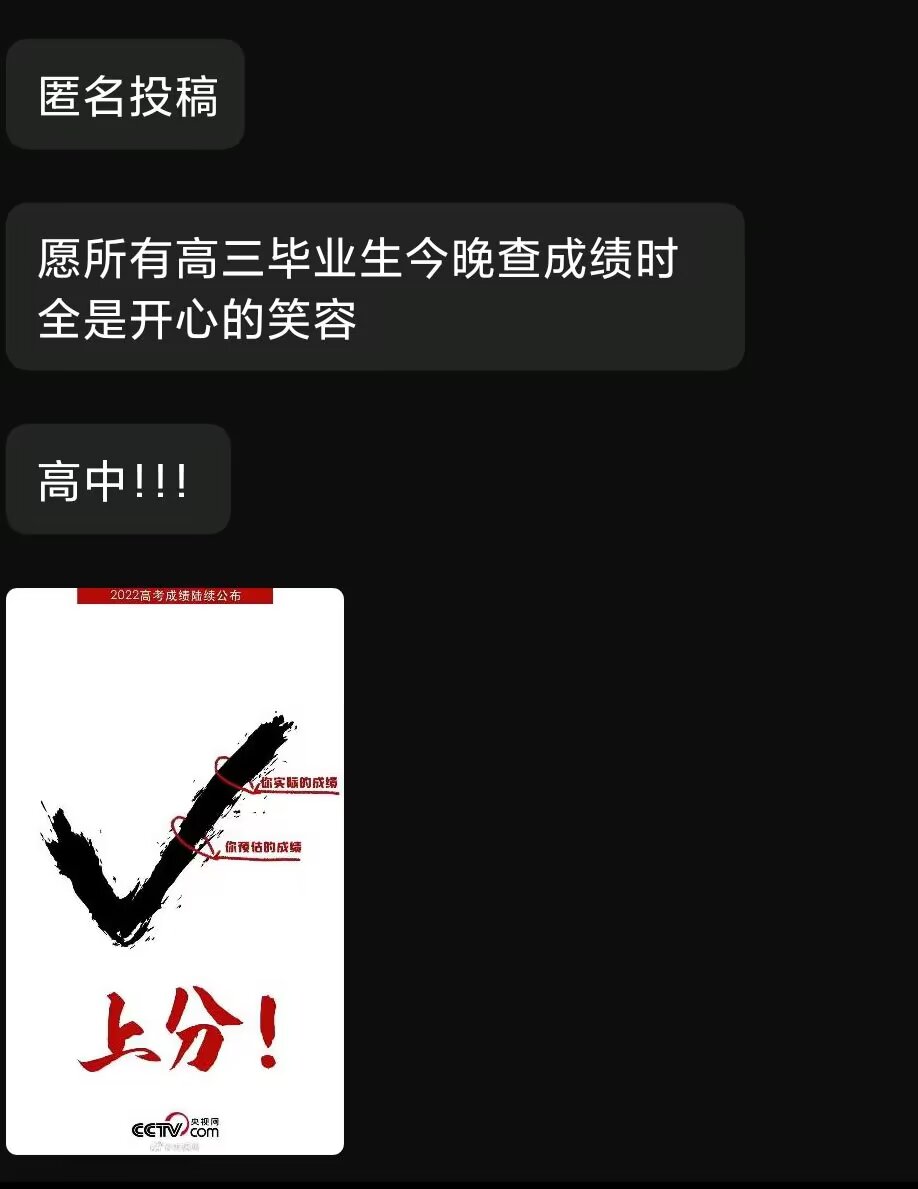 匿名投稿
愿所有高三毕业生今晚查成绩时
全是开心的笑容
高中!!!
2022高考成绩陆续公布
你实际的成绩
你预估的成绩
上分!
CCTV 央视网
com